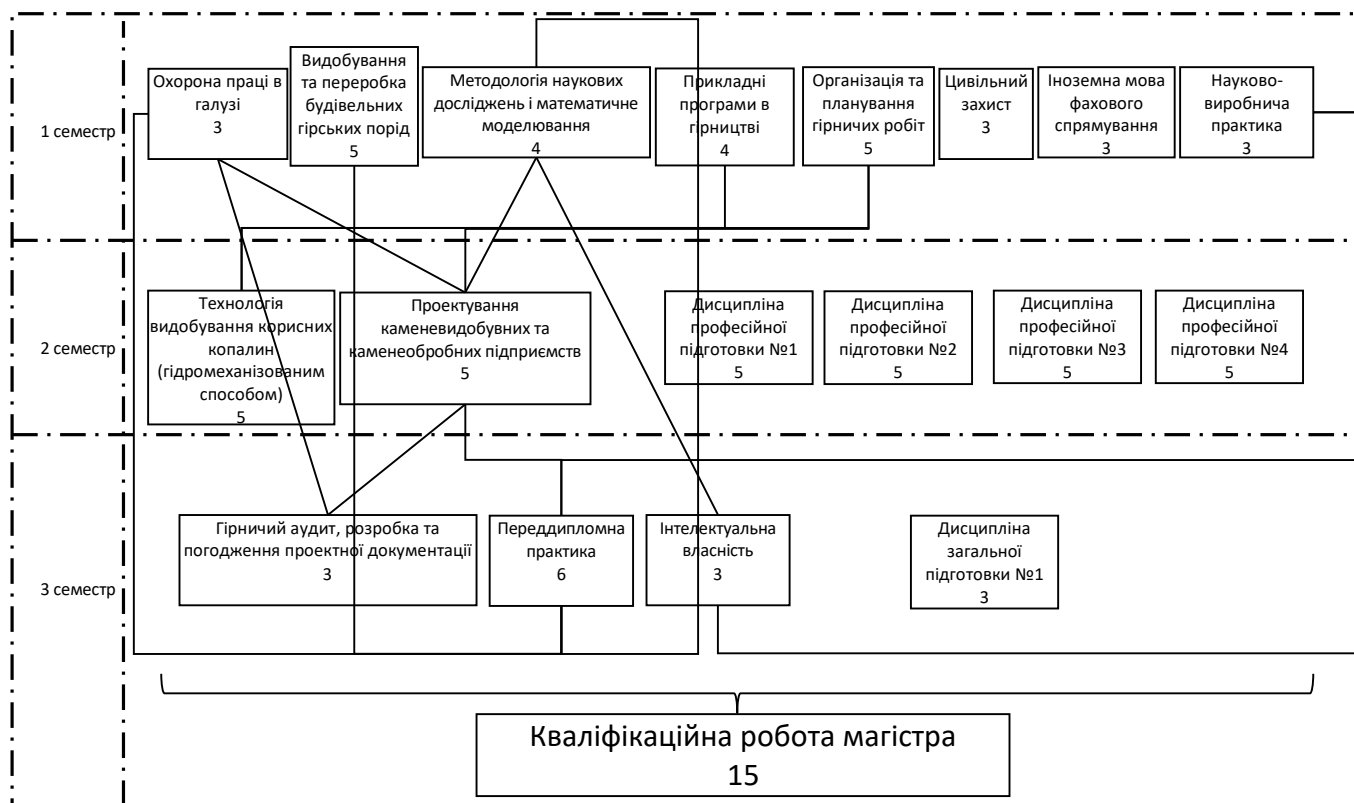 1 семестр
Охорона праці в
галузі
3
Видобування
та переробка
будівельних
гірських порід
5
Методологія наукових
досліджень і математичне
моделювання
4
Прикладні
програми в
гірництві
4
Організація та
планування
гірничих робіт
5
Цивільний
захист
3
Іноземна мова
фахового
спрямування
3
Науково-
виробнича
практика
3
2 семестр
Технологія
видобування корисних
копалин
(гідромеханізованим
способом)
5
Проектування
каменевидобувних та
каменеобробних підприємств
5
Дисципліна
професійної
підготовки №1
5
Дисципліна
професійної
підготовки №2
5
Дисципліна
професійної
підготовки №3
5
Дисципліна
професійної
підготовки №4
5
3 семестр
Гірничий аудит, розробка та
погодження проектної документації
3
Переддипломна
практика
6
Інтелектуальна
власність
3
Дисципліна
загальної
підготовки №1
3
Кваліфікаційна робота магістра
15